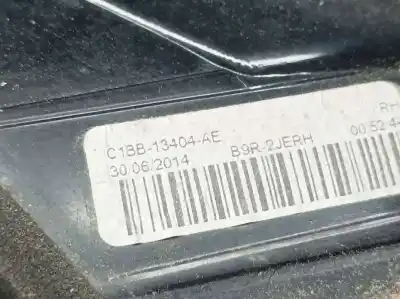 C1BB-13404-AE B9R-2JERH RH
30/06/2014 00:52:4